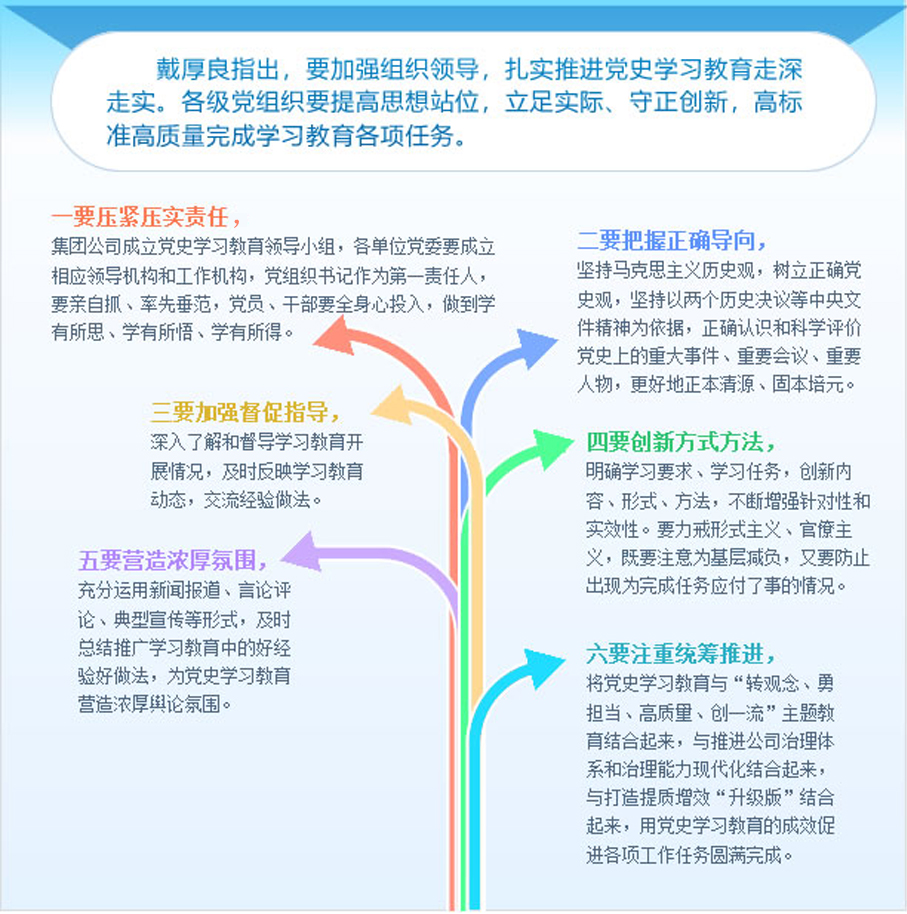 戴厚良指出，要加强组织领导，扎实推进党史学习教育走深
走实。各级党组织要提高思想站位，立足实际、守正创新，高标
准高质量完成学习教育各项任务。
一要压紧压实责任，
集团公司成立党史学习教育领导小组，各单位党委要成立
相应领导机构和工作机构，党组织书记作为第一责任人，
要亲自抓、率先垂范，党员、干部要全身心投入，做到学
有所思、学有所悟、学有所得。
二要把握正确导向，
坚持马克思主义历史观，树立正确党
史观，坚持以两个历史决议等中央文
件精神为依据，正确认识和科学评价
党史上的重大事件、重要会议、重要
人物，更好地正本清源、固本培元。
三要加强督促指导，
深入了解和督导学习教育开
展情况，及时反映学习教育
动态，交流经验做法。
四要创新方式方法，
明确学习要求、学习任务，创新内
容、形式、方法，不断增强针对性和
实效性。要力戒形式主义、官僚主
义，既要注意为基层减负，又要防止
出现为完成任务应付了事的情况。
五要营造浓厚氛围，
充分运用新闻报道、言论评
论、典型宣传等形式，及时
总结推广学习教育中的好经
验好做法，为党史学习教育
营造浓厚舆论氛围。
六要注重统筹推进，
将党史学习教育与“转观念、勇
担当、高质量、创一流”主题教
育结合起来，与推进公司治理体
系和治理能力现代化结合起来，
与打造提质增效“升级版”结合
起来，用党史学习教育的成效促
进各项工作任务圆满完成。